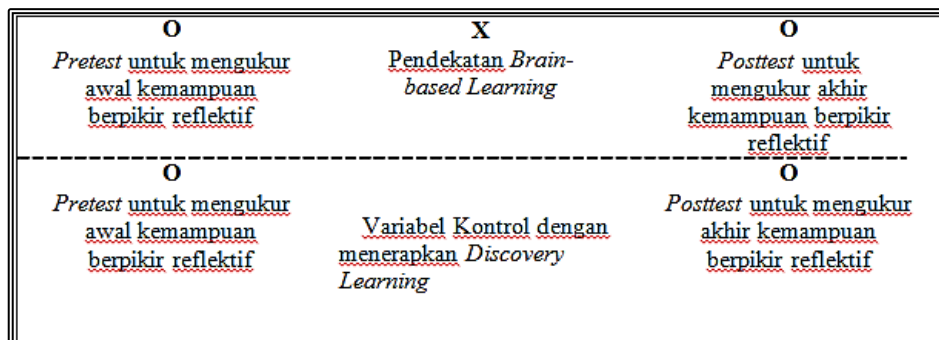 O X O
Pretest untuk mengukur awal kemampuan berpikir reflektif
Pendekatan Brain-based Learning
Posttest untuk mengukur akhir kemampuan berpikir reflektif
O O
Pretest untuk mengukur awal kemampuan berpikir reflektif
Variabel Kontrol dengan menerapkan Discovery Learning
Posttest untuk mengukur akhir kemampuan berpikir reflektif